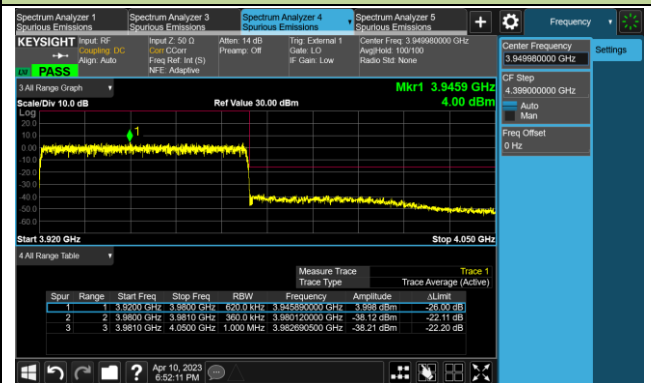 Spectrum Analyzer 1
Spurious Emissions
Spectrum Analyzer 3
Spurious Emissions
Spectrum Analyzer 4
Spurious Emissions
Spectrum Analyzer 5
Spurious Emissions
Frequency
KEYSIGHT
Input: RF
Coupling: DC
Align: Auto
Input Z: 50 Ω
Corr CCorr
Freq Ref: Int (S)
NFE: Adaptive
Atten: 14 dB
Preamp: Off
Trig: External 1
Gate: LO
IF Gain: Low
Center Freq: 3.949980000 GHz
Avg|Hold: 100/100
Radio Std: None
PASS
Center Frequency
3.949980000 GHz
Settings
CF Step
4.399000000 GHz
Auto
Man
Freq Offset
0 Hz
3 All Range Graph
Mkr1 3.9459 GHz
4.00 dBm
Scale/Div 10.0 dB
Ref Value 30.00 dBm
Log
20.0
10.0
0.00
-10.0
-20.0
-30.0
-40.0
-50.0
-60.0
1
Start 3.920 GHz
Stop 4.050 GHz
4 All Range Table
Measure Trace Trace 1
Trace Type Trace Average (Active)
Spur Range Start Freq Stop Freq RBW Frequency Amplitude ΔLimit
1 1 3.9200 GHz 3.9800 GHz 620.0 kHz 3.945890000 GHz 3.998 dBm -26.00 dB
2 2 3.9800 GHz 3.9810 GHz 360.0 kHz 3.980120000 GHz -38.12 dBm -22.11 dB
3 3 3.9810 GHz 4.0500 GHz 1.000 MHz 3.982690500 GHz -38.21 dBm -22.20 dB
Apr 10, 2023
6:52:11 PM